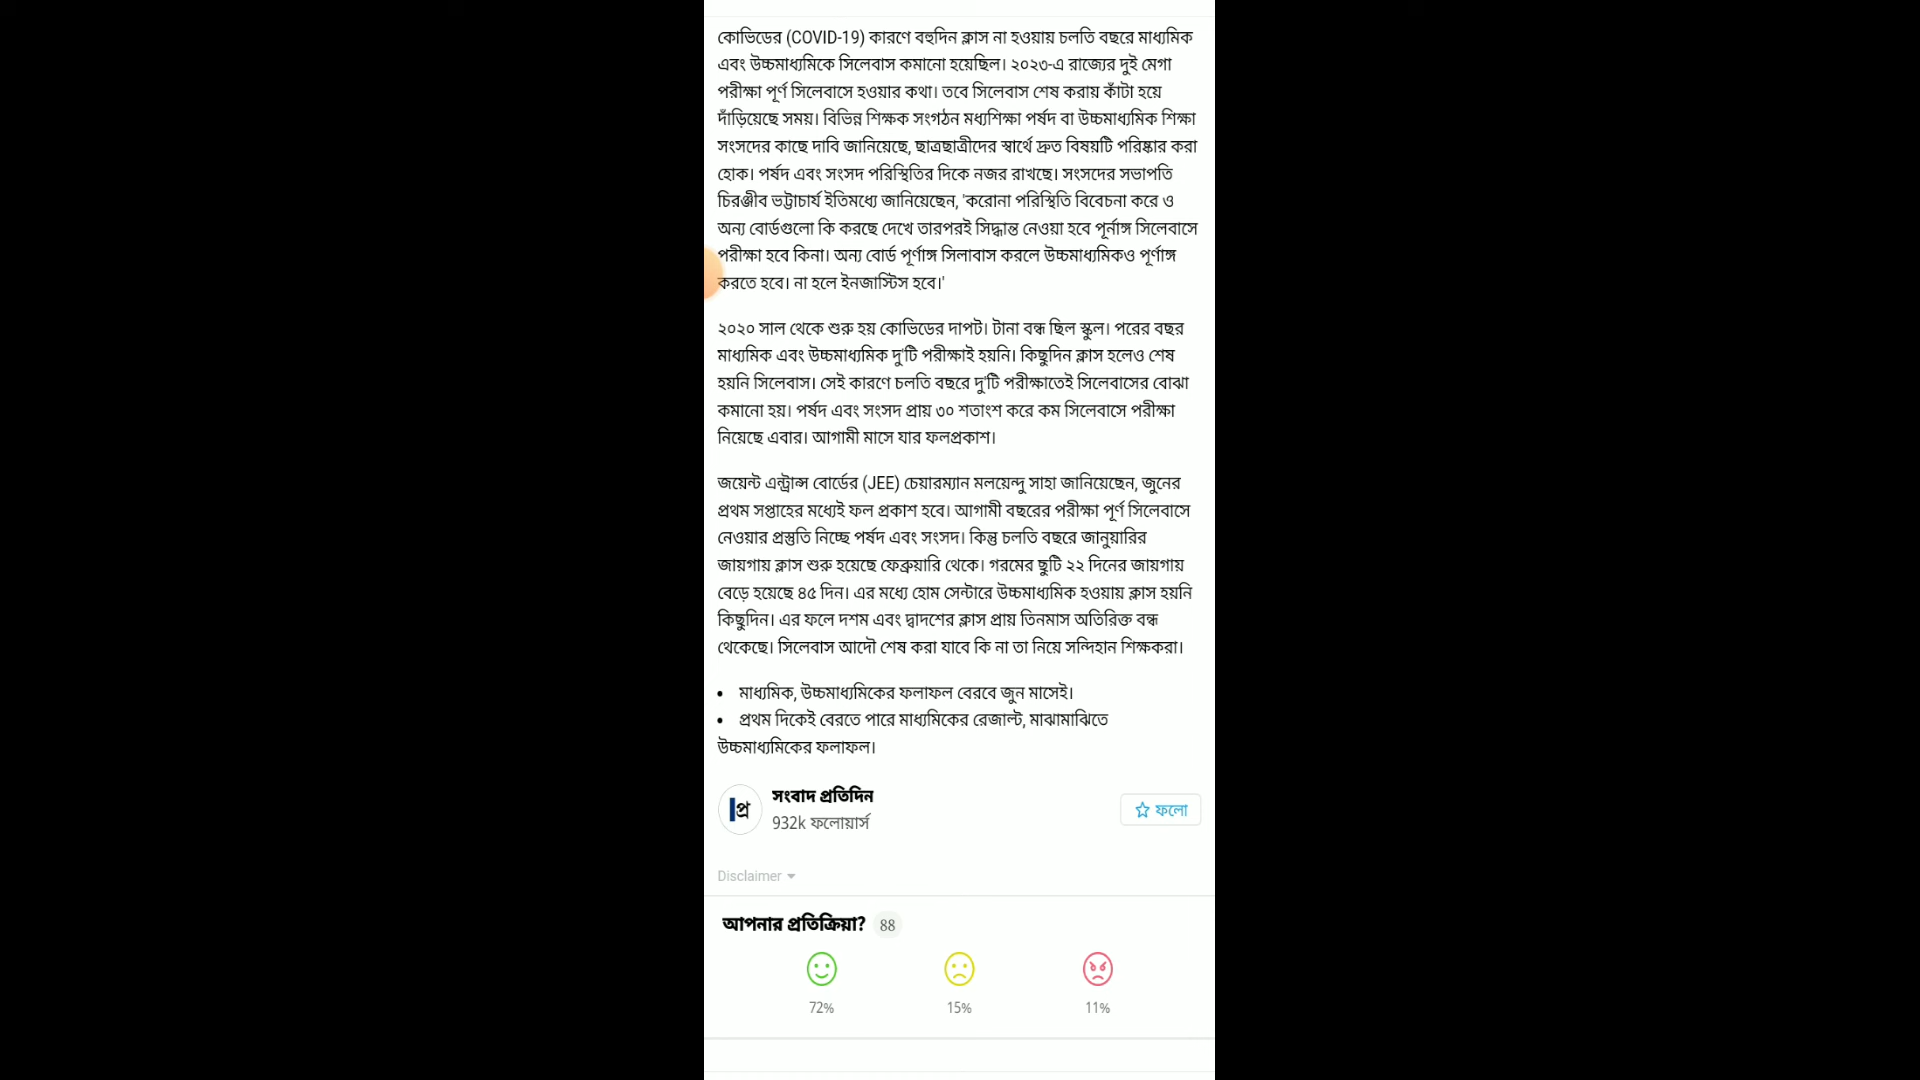 কোভিডের (COVID-19) কারণে বহুদিন ক্লাস না হওয়ায় চলতি বছরে মাধ্যমিক
এবং উচ্চমাধ্যমিকে সিলেবাস কমানো হয়েছিল। ২০২৩-এ রাজ্যের দুই মেগা
পরীক্ষা পূর্ণ সিলেবাসে হওয়ার কথা। তবে সিলেবাস শেষ করায় কাঁটা হয়ে
দাঁড়িয়েছে সময়। বিভিন্ন শিক্ষক সংগঠন মধ্যশিক্ষা পর্ষদ বা উচ্চমাধ্যমিক শিক্ষা
সংসদের কাছে দাবি জানিয়েছে, ছাত্রছাত্রীদের স্বার্থে দ্রুত বিষয়টি পরিষ্কার করা
হোক। পর্ষদ এবং সংসদ পরিস্থিতির দিকে নজর রাখছে। সংসদের সভাপতি
চিরঞ্জীব ভট্টাচার্য ইতিমধ্যে জানিয়েছেন, 'করোনা পরিস্থিতি বিবেচনা করে ও
অন্য বোর্ডগুলো কি করছে দেখে তারপরই সিদ্ধান্ত নেওয়া হবে পূর্নাঙ্গ সিলেবাসে
পরীক্ষা হবে কিনা। অন্য বোর্ড পূর্ণাঙ্গ সিলাবাস করলে উচ্চমাধ্যমিকও পূর্ণাঙ্গ
করতে হবে। না হলে ইনজাস্টিস হবে।'
২০২০ সাল থেকে শুরু হয় কোভিডের দাপট। টানা বন্ধ ছিল স্কুল। পরের বছর
মাধ্যমিক এবং উচ্চমাধ্যমিক দু'টি পরীক্ষাই হয়নি। কিছুদিন ক্লাস হলেও শেষ
হয়নি সিলেবাস। সেই কারণে চলতি বছরে দু'টি পরীক্ষাতেই সিলেবাসের বোঝা
কমানো হয়। পর্ষদ এবং সংসদ প্রায় ৩০ শতাংশ করে কম সিলেবাসে পরীক্ষা
নিয়েছে এবার। আগামী মাসে যার ফলপ্রকাশ।
জয়েন্ট এন্ট্রান্স বোর্ডের (JEE) চেয়ারম্যান মলয়েন্দু সাহা জানিয়েছেন, জুনের
প্রথম সপ্তাহের মধ্যেই ফল প্রকাশ হবে। আগামী বছরের পরীক্ষা পূর্ণ সিলেবাসে
নেওয়ার প্রস্তুতি নিচ্ছে পর্ষদ এবং সংসদ। কিন্তু চলতি বছরে জানুয়ারির
জায়গায় ক্লাস শুরু হয়েছে ফেব্রুয়ারি থেকে। গরমের ছুটি ২২ দিনের জায়গায়
বেড়ে হয়েছে ৪৫ দিন। এর মধ্যে হোম সেন্টারে উচ্চমাধ্যমিক হওয়ায় ক্লাস হয়নি
কিছুদিন। এর ফলে দশম এবং দ্বাদশের ক্লাস প্রায় তিনমাস অতিরিক্ত বন্ধ
থেকেছে। সিলেবাস আদৌ শেষ করা যাবে কি না তা নিয়ে সন্দিহান শিক্ষকরা।
• মাধ্যমিক, উচ্চমাধ্যমিকের ফলাফল বেরবে জুন মাসেই।
• প্রথম দিকেই বেরতে পারে মাধ্যমিকের রেজাল্ট, মাঝামাঝিতে
উচ্চমাধ্যমিকের ফলাফল।
প্র
সংবাদ প্রতিদিন
932k ফলোয়ার্স
ফলো
Disclaimer
আপনার প্রতিক্রিয়া? 88
72% 15% 11%